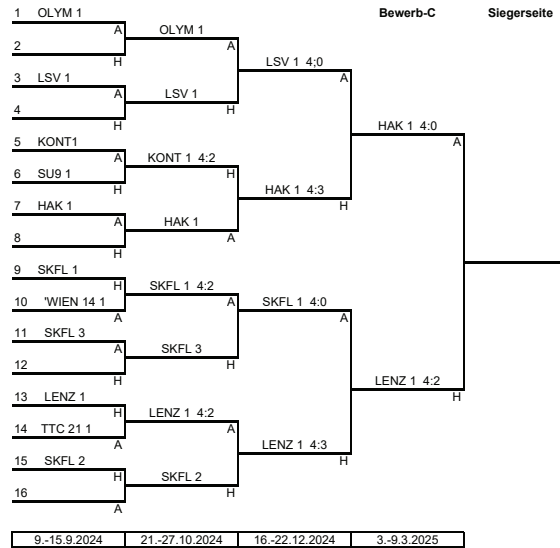 Bewerb-C Siegerseite
1 OLYM 1
A OLYM 1
2 A
H LSV 1 4;0
3 LSV 1 A
A LSV 1
4 H
H HAK 1 4:0
5 KONT1 A
A KONT 1 4:2
6 SU9 1 H
H HAK 1 4:3
7 HAK 1 H
A HAK 1
8 A
H
9 SKFL 1
H SKFL 1 4:2
10 'WIEN 14 1 A
A SKFL 1 4:0
11 SKFL 3 A
A SKFL 3
12 H
H LENZ 1 4:2
13 LENZ 1 H
H LENZ 1 4:2
14 TTC 21 1 A
A LENZ 1 4:3
15 SKFL 2 H
H SKFL 2
16 H
A
9.-15.9.2024 21.-27.10.2024 16.-22.12.2024 3.-9.3.2025